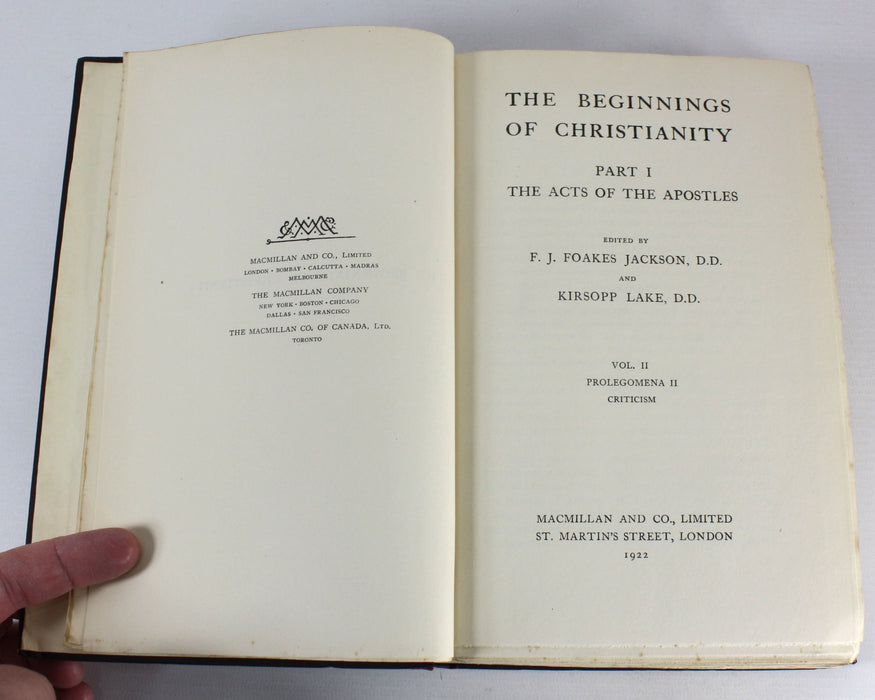 MACMILLAN AND CO., LIMITED
LONDON · BOMBAY · CALCUTTA · MADRAS
MELBOURNE
THE MACMILLAN COMPANY
NEW YORK · BOSTON · CHICAGO
DALLAS · SAN FRANCISCO
THE MACMILLAN CO. OF CANADA, LTD.
TORONTO
THE BEGINNINGS
OF CHRISTIANITY
PART I
THE ACTS OF THE APOSTLES
EDITED BY
F. J. FOAKES JACKSON, D.D.
AND
KIRSOPP LAKE, D.D.
VOL. II
PROLEGOMENA II
CRITICISM
MACMILLAN AND CO., LIMITED
ST. MARTIN'S STREET, LONDON
1922